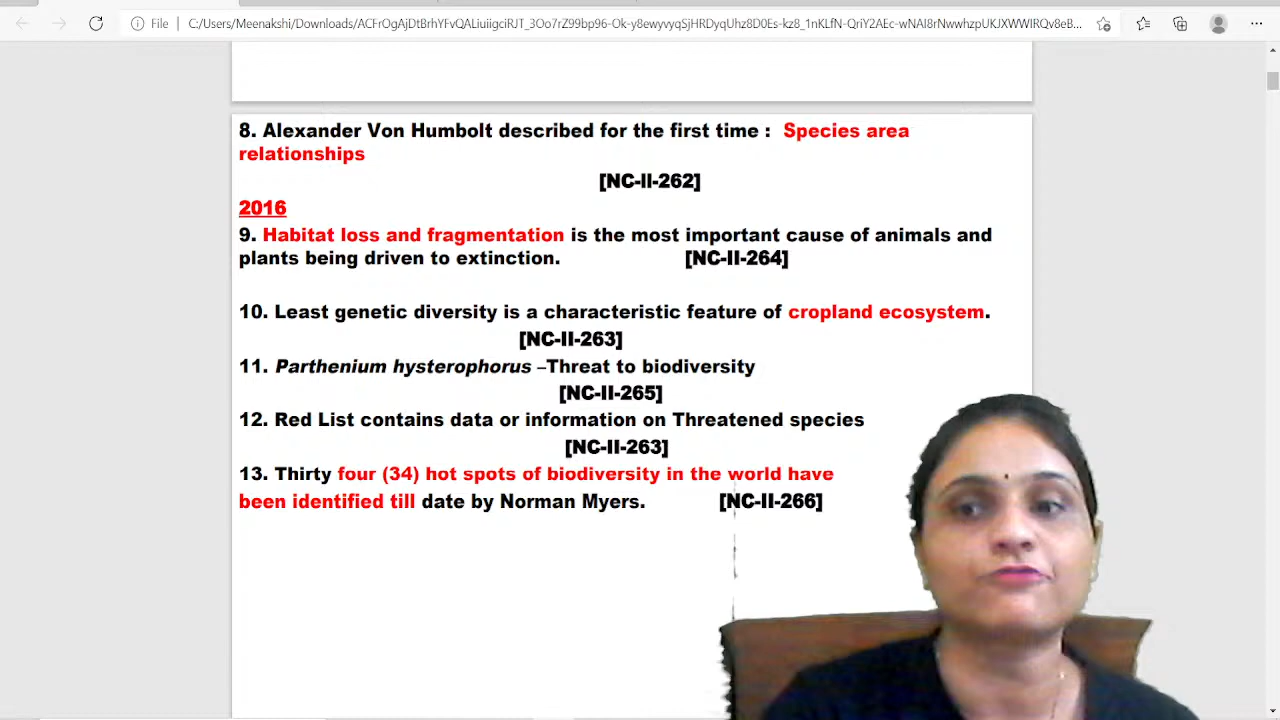 File
C:/Users/Meenakshi/Downloads/ACFrOgAjDtBrhYFvQALiuiigciRJT_3Oo7rZ99bp96-Ok-y8ewyvyqSjHRDyqUhz8D0Es-kz8_1nKLfN-QriY2AEc-wNAl8rNwwhzpUKJXWWlRQv8eB...
8. Alexander Von Humbolt described for the first time : Species area
relationships
[NC-II-262]
2016
9. Habitat loss and fragmentation is the most important cause of animals and
plants being driven to extinction. [NC-II-264]
10. Least genetic diversity is a characteristic feature of cropland ecosystem.
[NC-II-263]
11. Parthenium hysterophorus –Threat to biodiversity
[NC-II-265]
12. Red List contains data or information on Threatened species
[NC-II-263]
13. Thirty four (34) hot spots of biodiversity in the world have
been identified till date by Norman Myers. [NC-II-266]